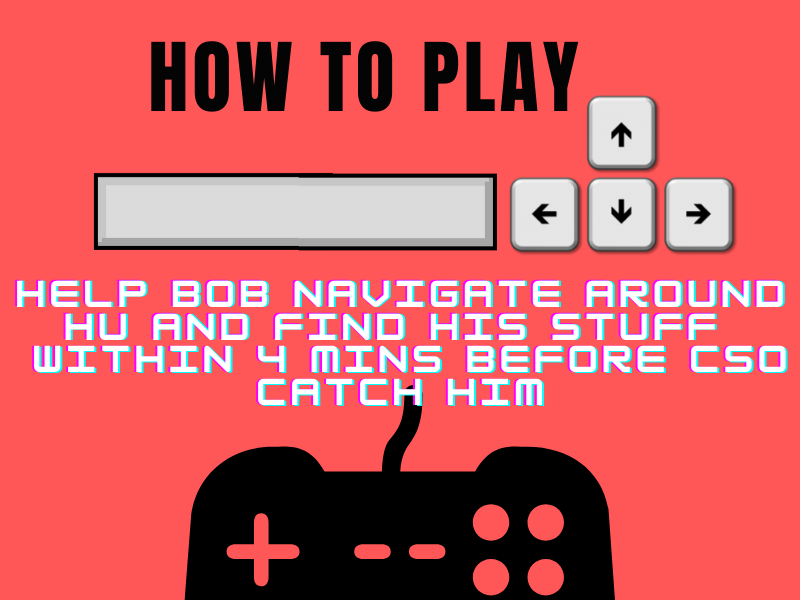 HOW TO PLAY
↑
← ↓ →
HELP BOB NAVIGATE AROUND
HU AND FIND HIS STUFF
WITHIN 4 MINS BEFORE CSO
CATCH HIM